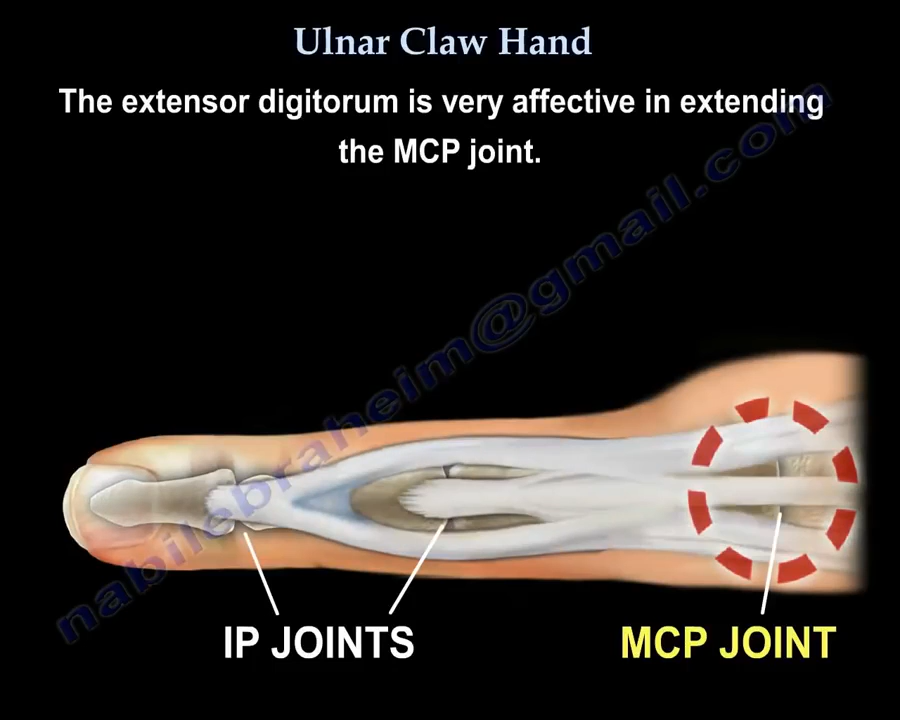 Ulnar Claw Hand
The extensor digitorum is very affective in extending
the MCP joint.
nabilebraheim@gmail.com
IP JOINTS
MCP JOINT